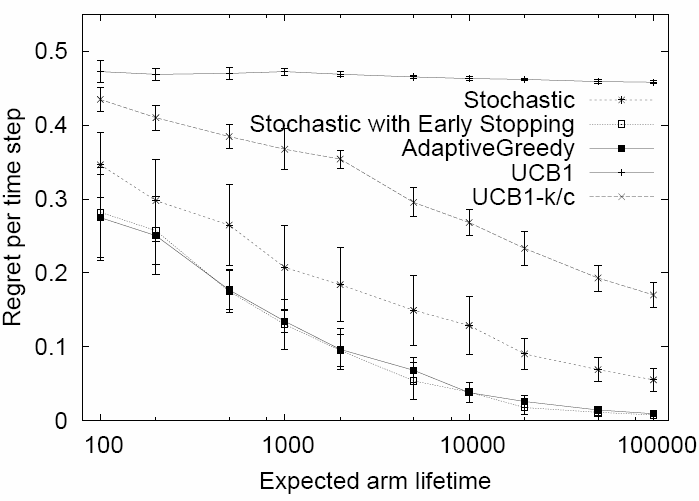 Regret per time step
0.5
0.4
0.3
0.2
0.1
0
Stochastic
Stochastic with Early Stopping
AdaptiveGreedy
UCB1
UCB1-k/c
100 1000 10000 100000
Expected arm lifetime